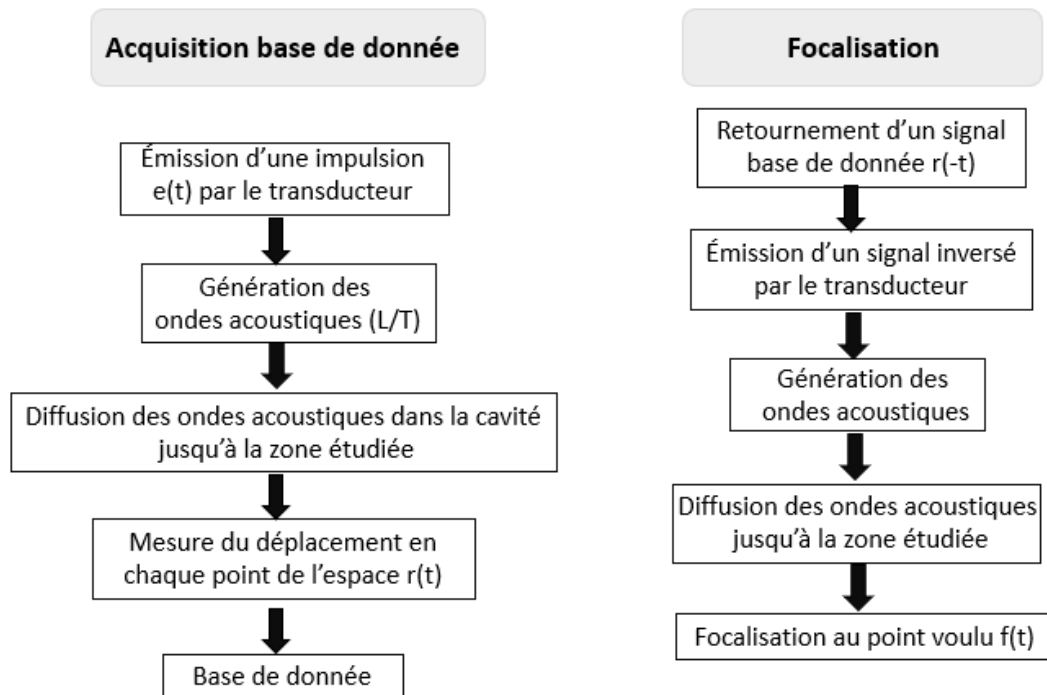 Acquisition base de donnée
Émission d'une impulsion
e(t) par le transducteur
Génération des
ondes acoustiques (L/T)
Diffusion des ondes acoustiques dans la cavité
jusqu'à la zone étudiée
Mesure du déplacement en
chaque point de l'espace r(t)
Base de donnée
Focalisation
Retournement d'un signal
base de donnée r(-t)
Émission d'un signal inversé
par le transducteur
Génération des
ondes acoustiques
Diffusion des ondes acoustiques
jusqu'à la zone étudiée
Focalisation au point voulu f(t)